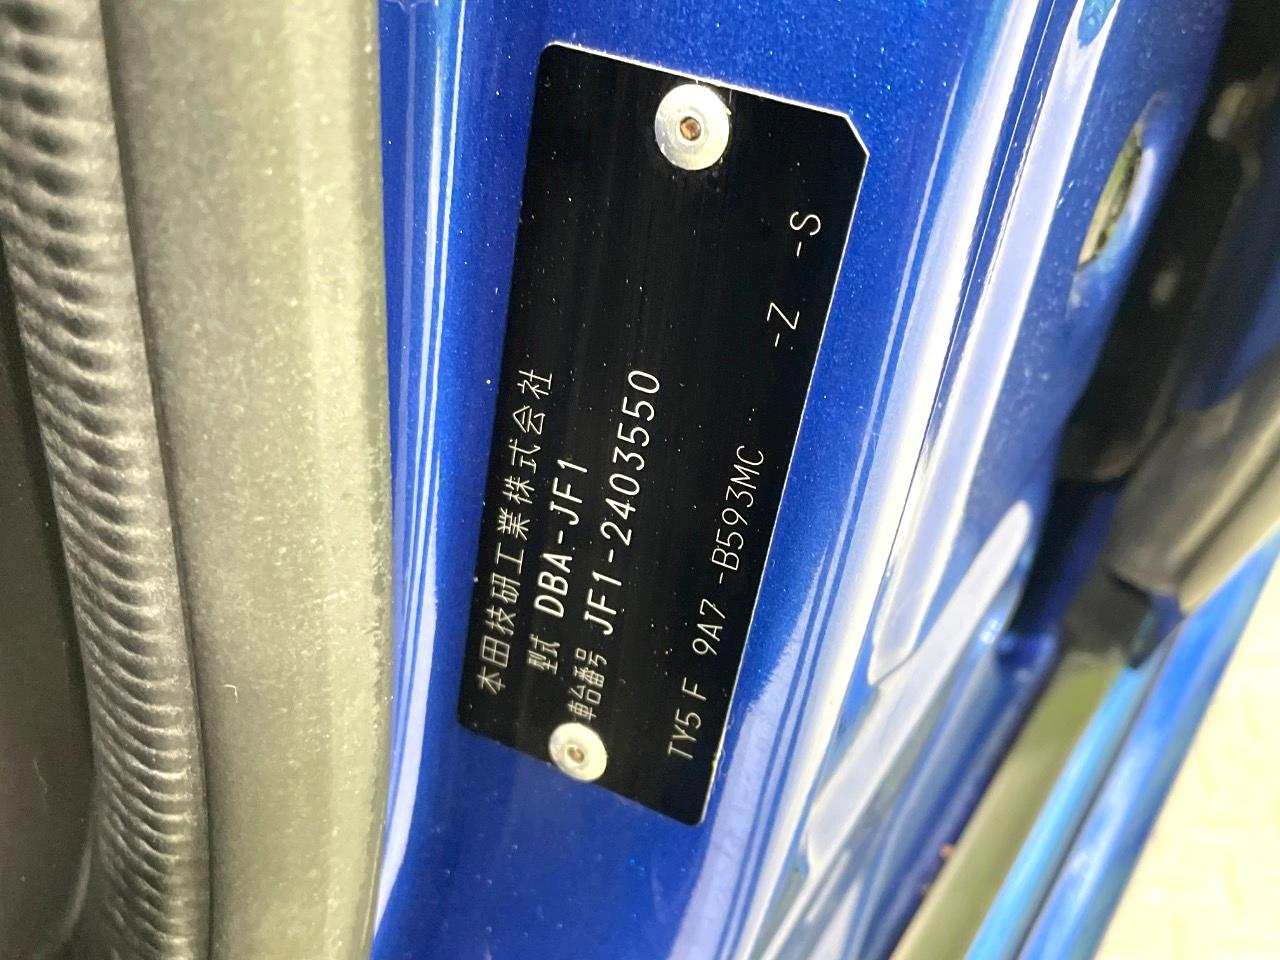 本田技研工業株式会社
型式 DBA-JF1
車台番号 JF1-2403550
TY5 F 9A7 -B593MC -Z -S